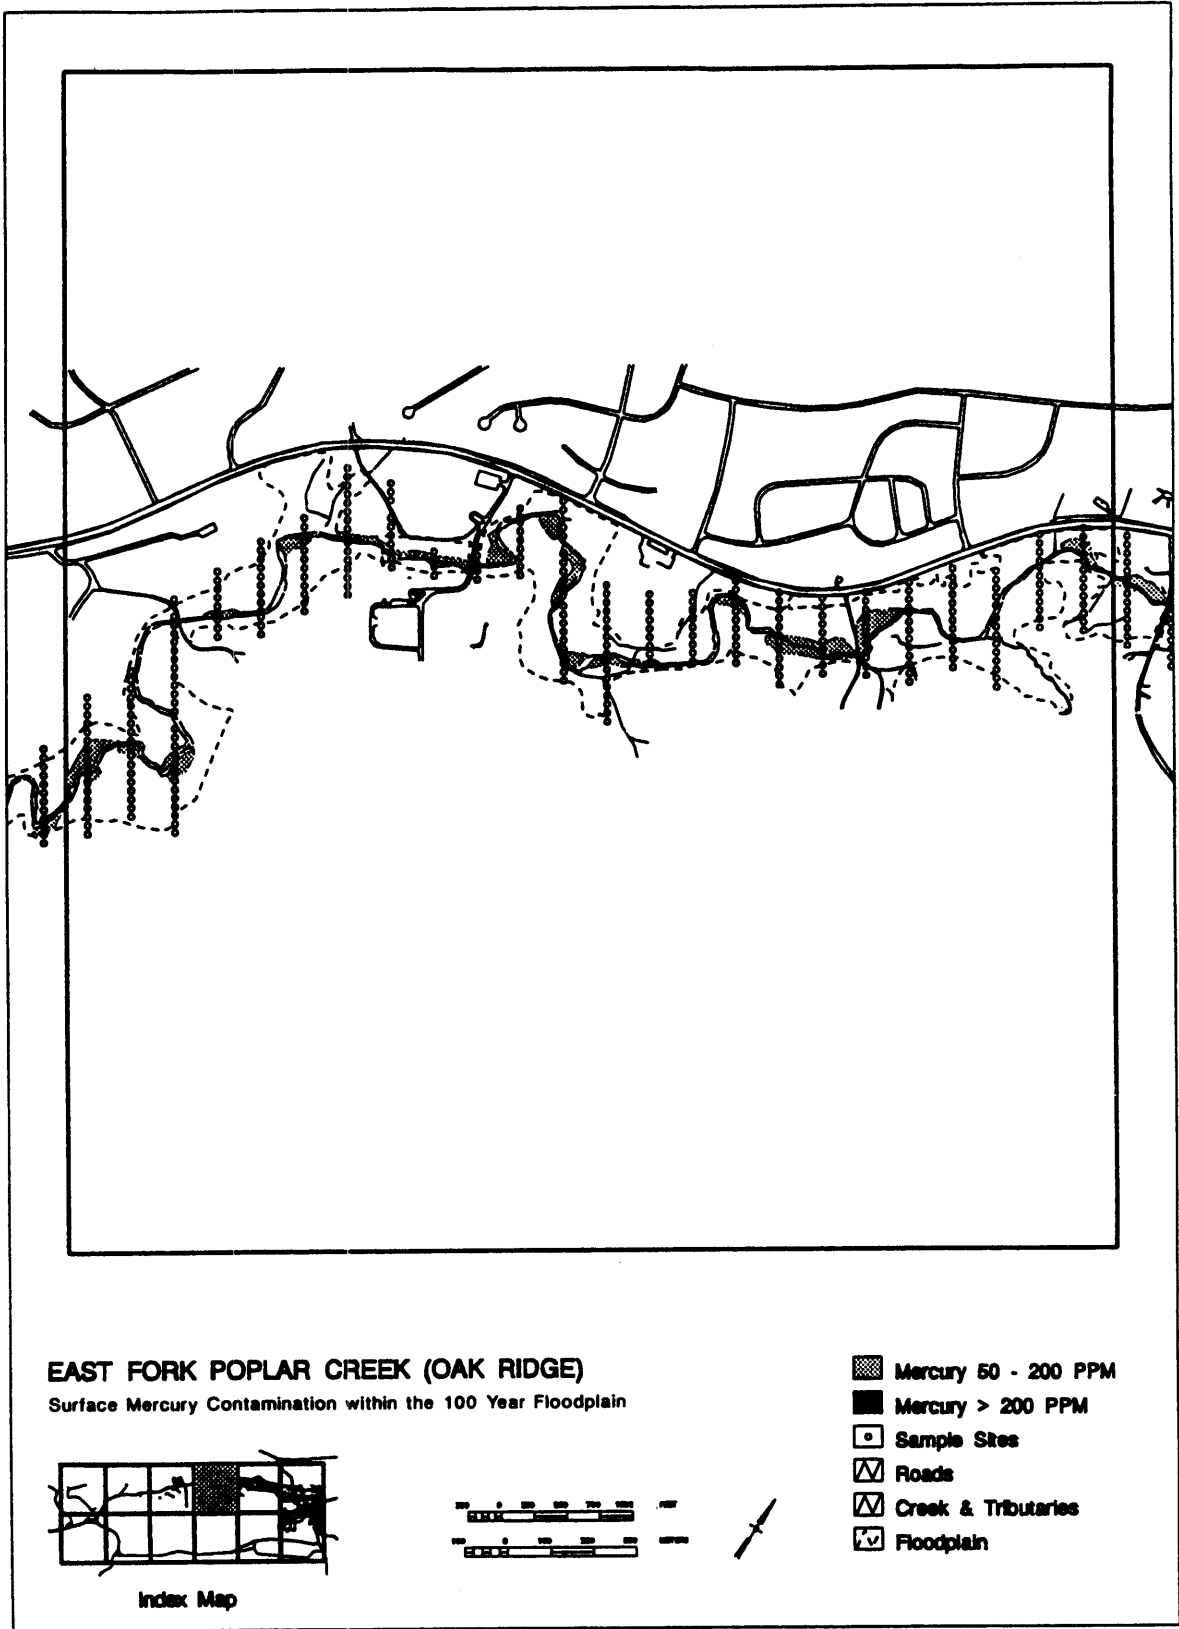 EAST FORK POPLAR CREEK (OAK RIDGE)
Surface Mercury Contamination within the 100 Year Floodplain
Mercury 50 - 200 PPM
Mercury > 200 PPM
Sample Sites
Roads
Creek & Tributaries
Floodplain
Index Map